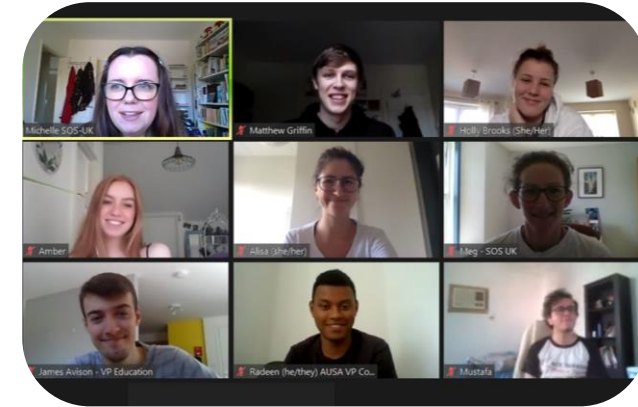 Michelle SOS-UK
Matthew Griffin
Holly Brooks (She/Her)
Amber
Alisa (she/her)
Meg - SOS UK
James Avison - VP Education
Radeen (he/they) AUSA VP Co...
Mustafa